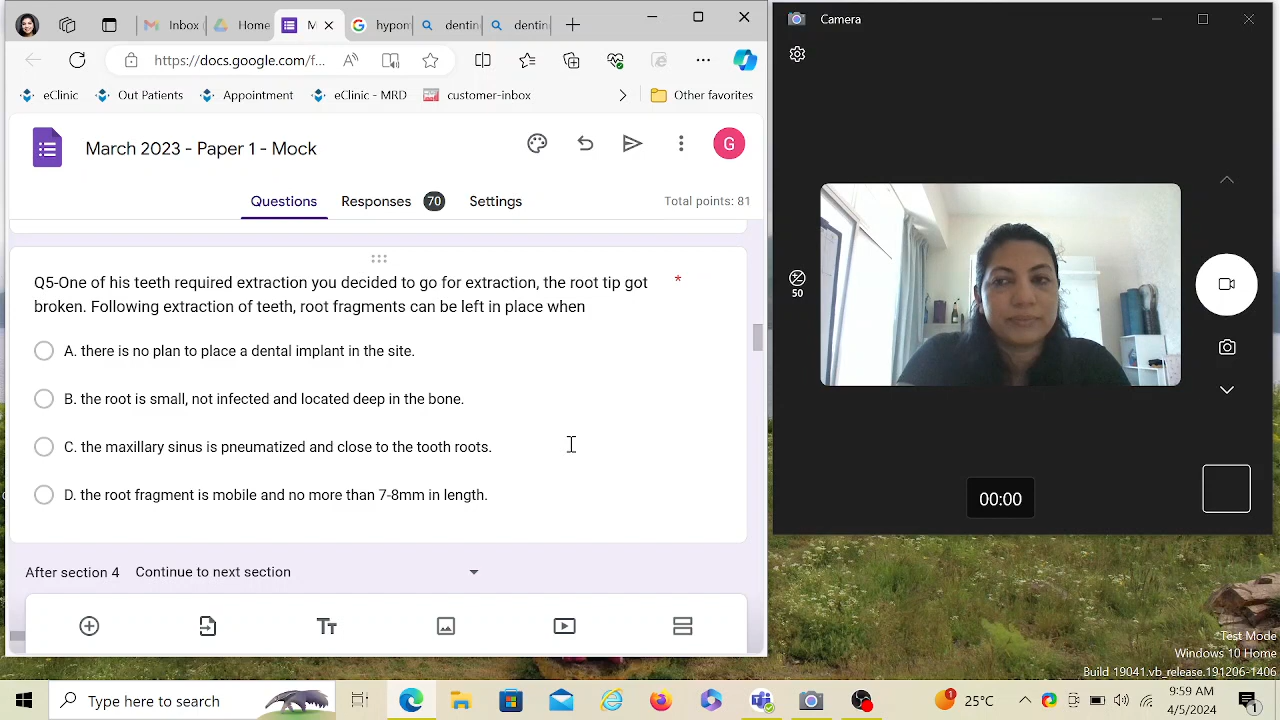 Inbox
Home
M
hypon
dentin
dentin
Camera
https://docs.google.com/f...
eClinic
Out Patients
Appointment
eClinic - MRD
customer-inbox
Other favorites
March 2023 - Paper 1 - Mock
G
Questions
Responses
70
Settings
Total points: 81
Q5-One of his teeth required extraction you decided to go for extraction, the root tip got *
broken. Following extraction of teeth, root fragments can be left in place when
A. there is no plan to place a dental implant in the site.
B. the root is small, not infected and located deep in the bone.
the maxillary sinus is pneumatized and close to the tooth roots.
D. the root fragment is mobile and no more than 7-8mm in length.
After section 4 Continue to next section
Tт
50
00:00
Test Mode
Windows 10 Home
Build 19041.vb_release.191206-1406
Type here to search
1
25°C
9:59 AM
4/5/2024
1